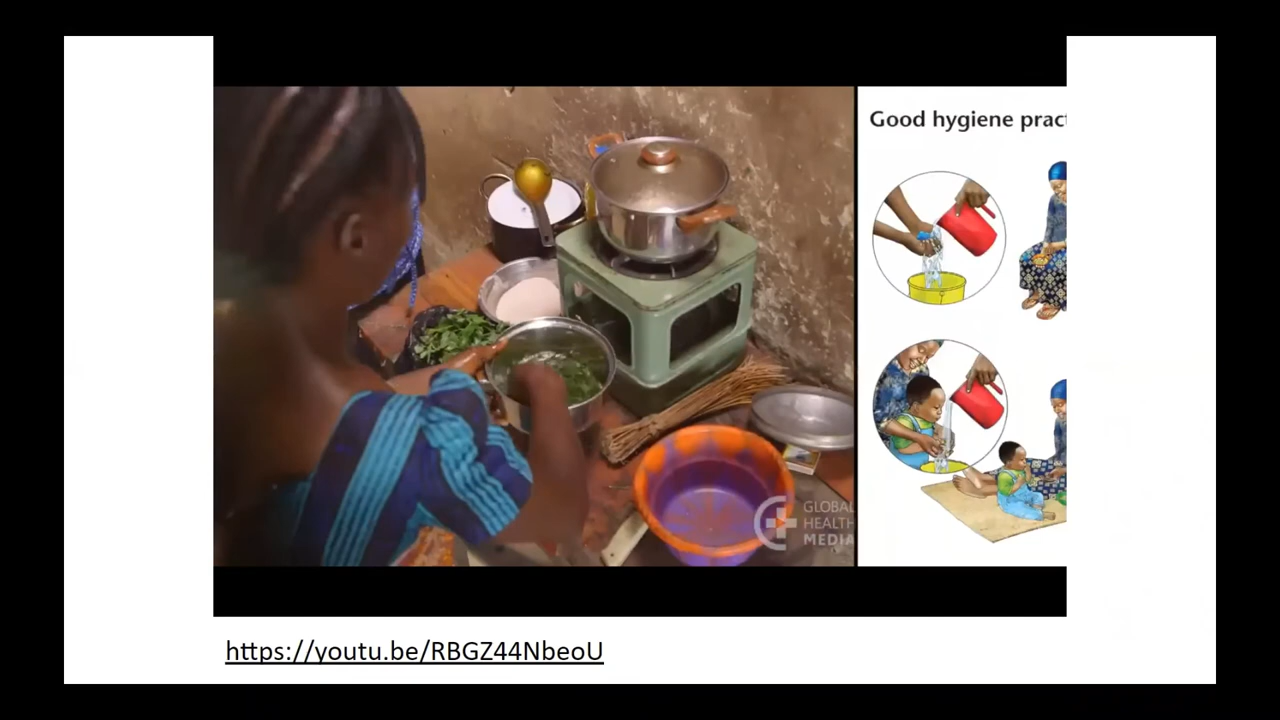 Good hygiene pract
GLOBAL
HEALTH
MEDIA
https://youtu.be/RBGZ44NbeoU